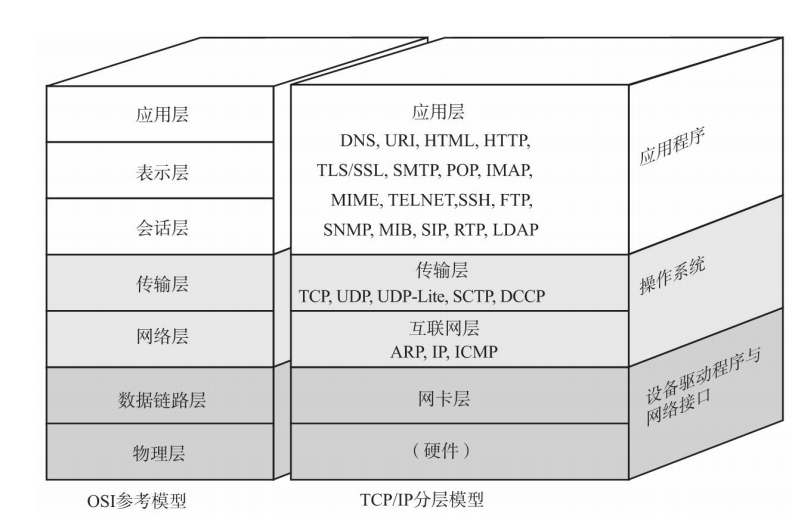 应用层
表示层
会话层
传输层
网络层
数据链路层
物理层
OSI参考模型
应用层
DNS, URI, HTML, HTTP,
TLS/SSL, SMTP, POP, IMAP,
MIME, TELNET,SSH, FTP,
SNMP, MIB, SIP, RTP, LDAP
传输层
TCP, UDP, UDP-Lite, SCTP, DCCP
互联网层
ARP, IP, ICMP
网卡层
（硬件）
TCP/IP分层模型
应用程序
操作系统
设备驱动程序与
网络接口